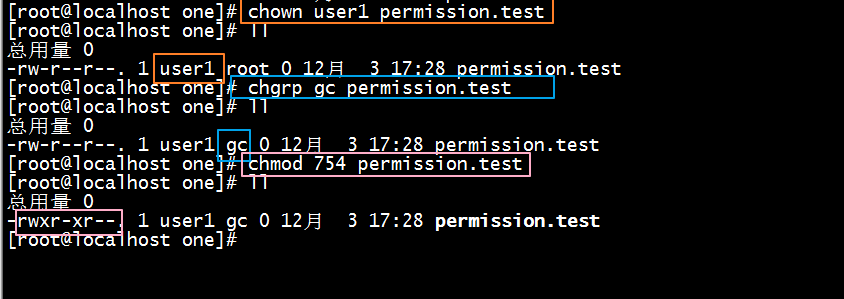 [root@localhost one]# chown user1 permission.test
[root@localhost one]# ll
总用量 0
-rw-r--r--. 1 user1 root 0 12月  3 17:28 permission.test
[root@localhost one]# chgrp gc permission.test
[root@localhost one]# ll
总用量 0
-rw-r--r--. 1 user1 gc 0 12月  3 17:28 permission.test
[root@localhost one]# chmod 754 permission.test
[root@localhost one]# ll
总用量 0
-rwxr-xr--. 1 user1 gc 0 12月  3 17:28 permission.test
[root@localhost one]#